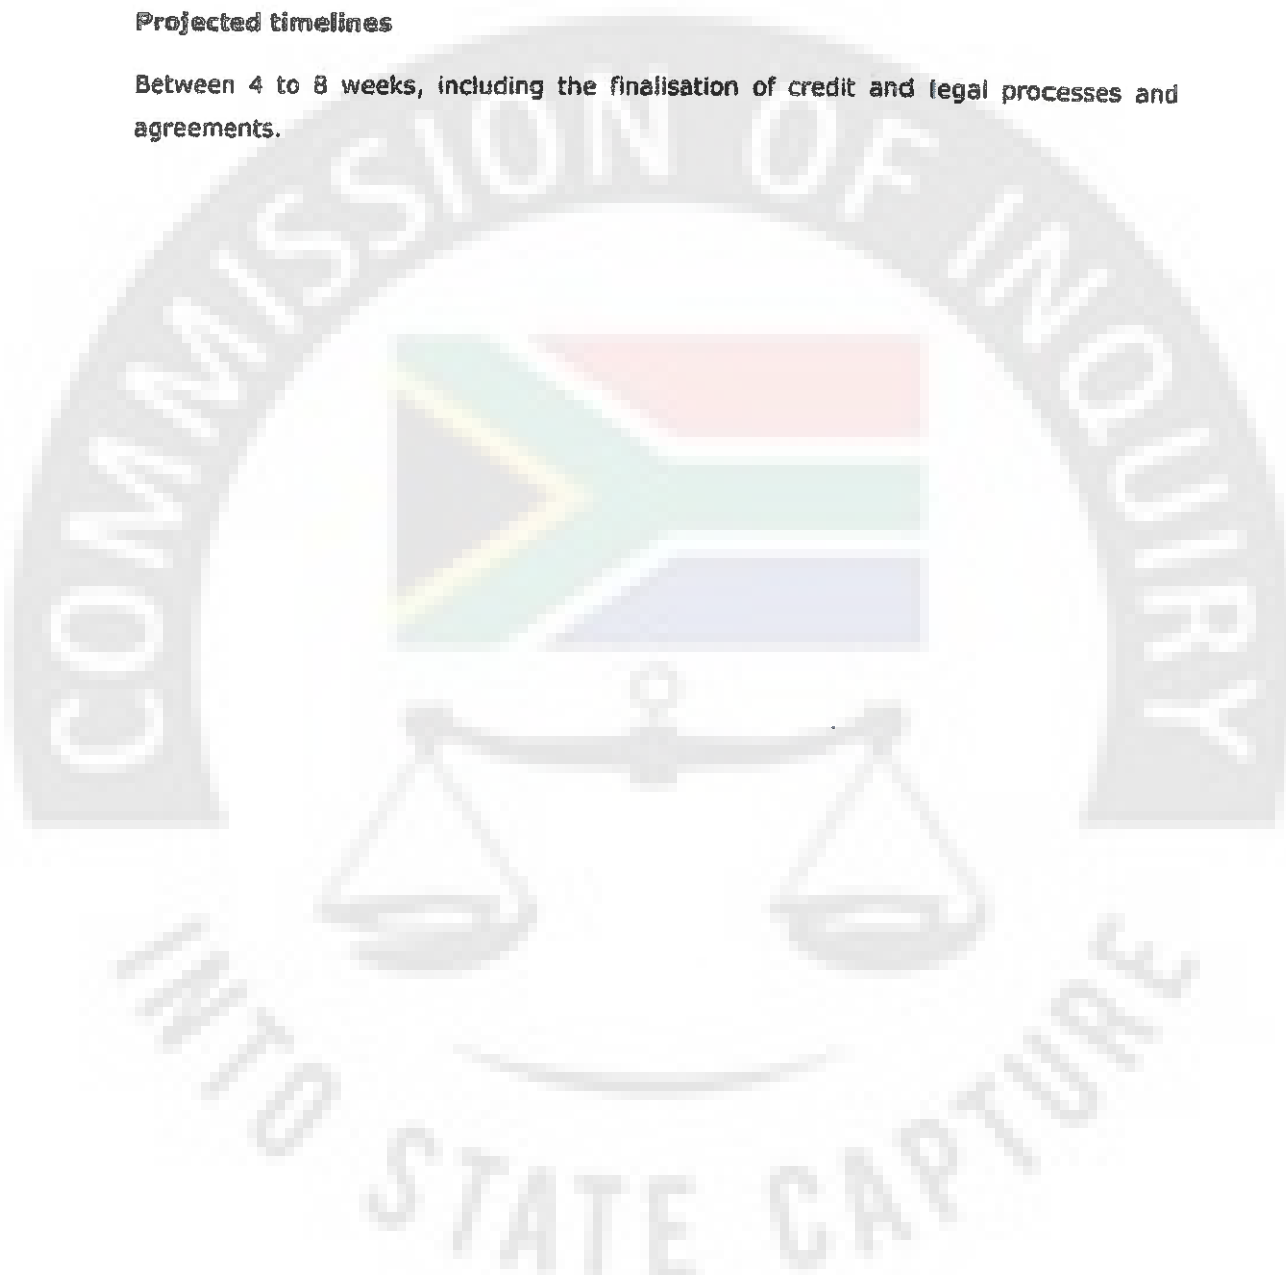 Projected timelines
Between 4 to 8 weeks, including the finalisation of credit and legal processes and
agreements.
COMMISSION OF INQUIRY
INTO STATE CAPTURE